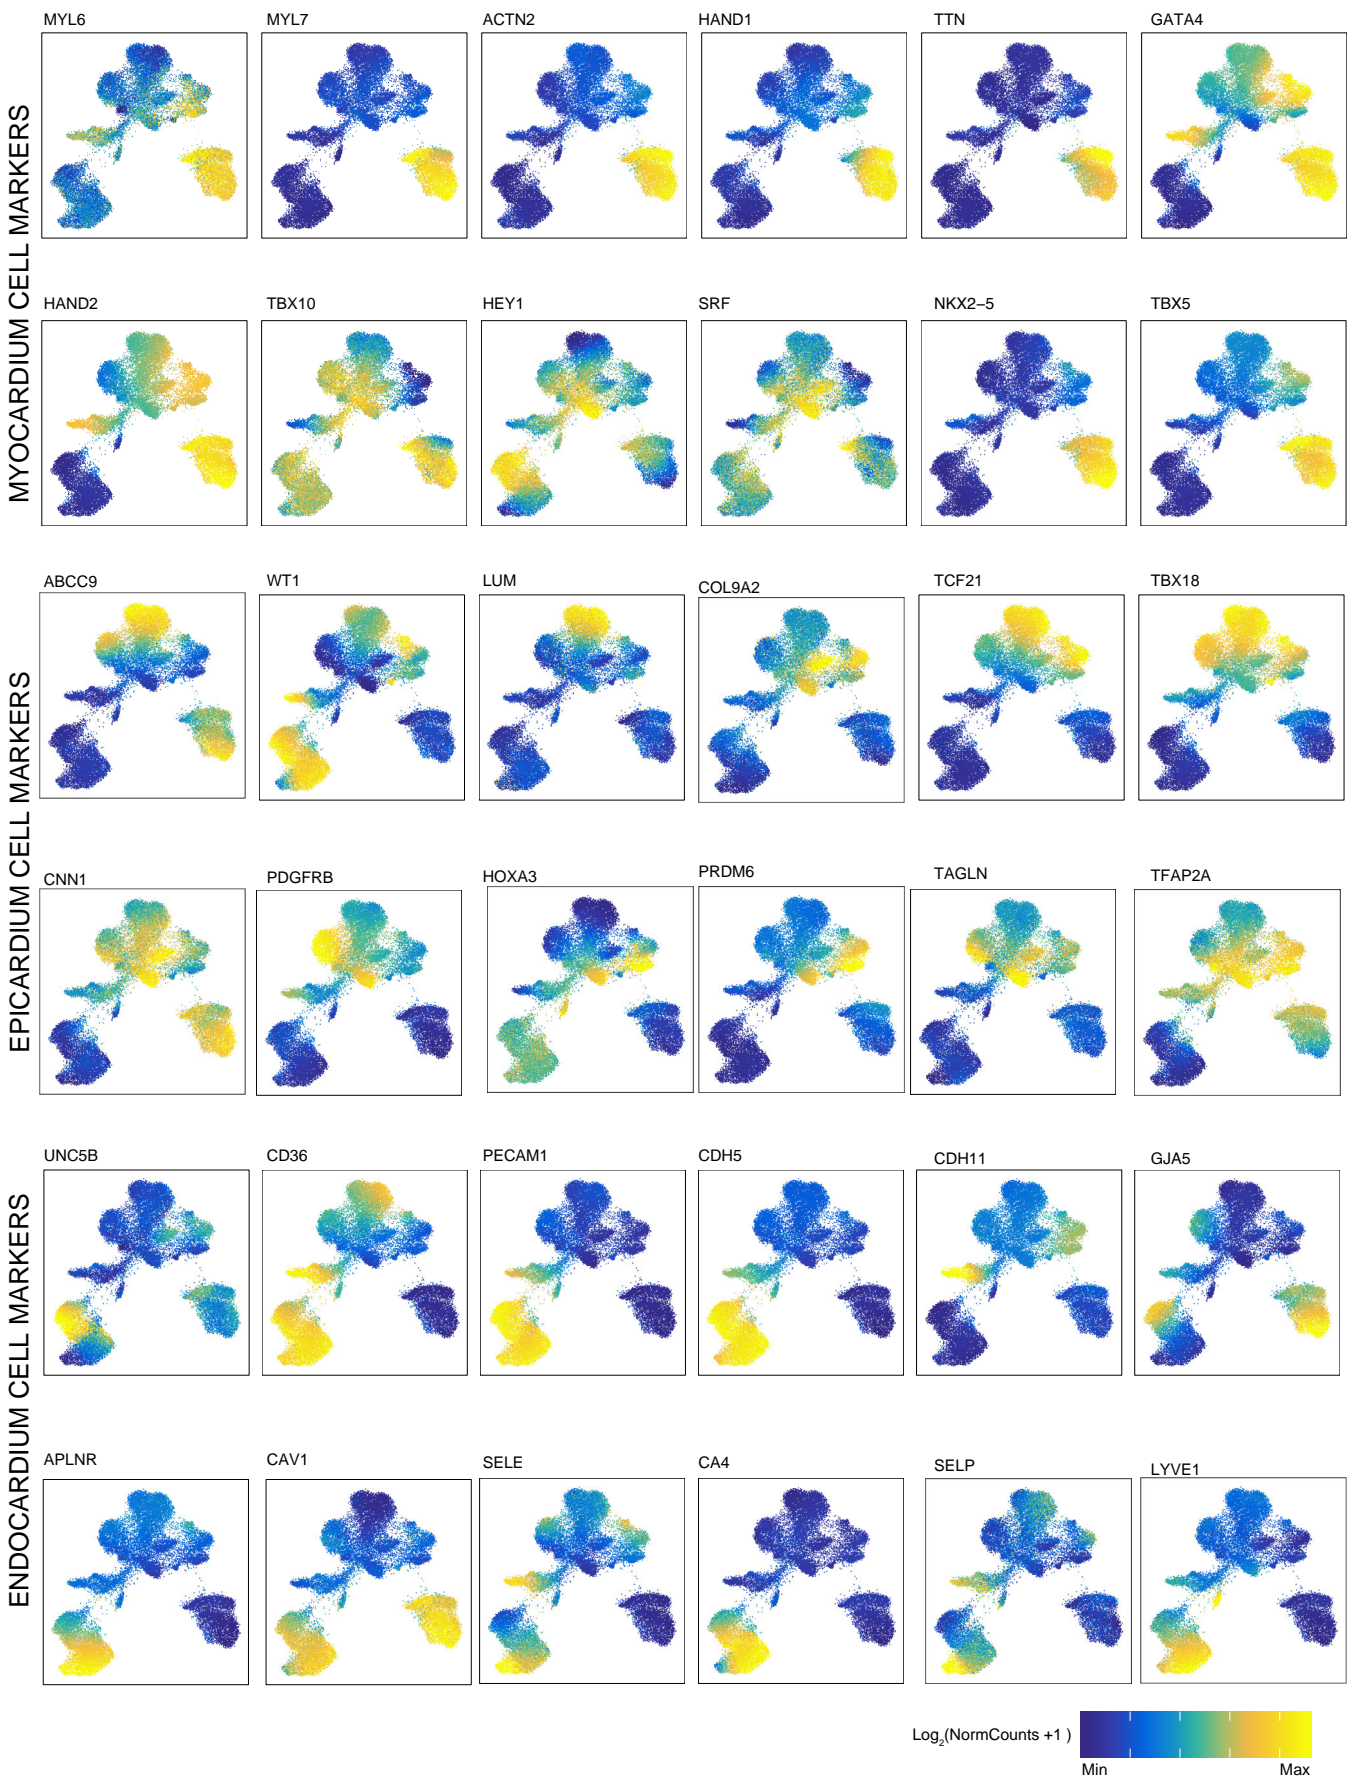 MYOCARDIUM CELL MARKERS
MYL6 MYL7 ACTN2 HAND1 TTN GATA4
HAND2 TBX10 HEY1 SRF NKX2−5 TBX5
EPICARDIUM CELL MARKERS
ABCC9 WT1 LUM COL9A2 TCF21 TBX18
CNN1 PDGFRB HOXA3 PRDM6 TAGLN TFAP2A
ENDOCARDIUM CELL MARKERS
UNC5B CD36 PECAM1 CDH5 CDH11 GJA5
APLNR CAV1 SELE CA4 SELP LYVE1
Log₂(NormCounts +1 )
Min Max